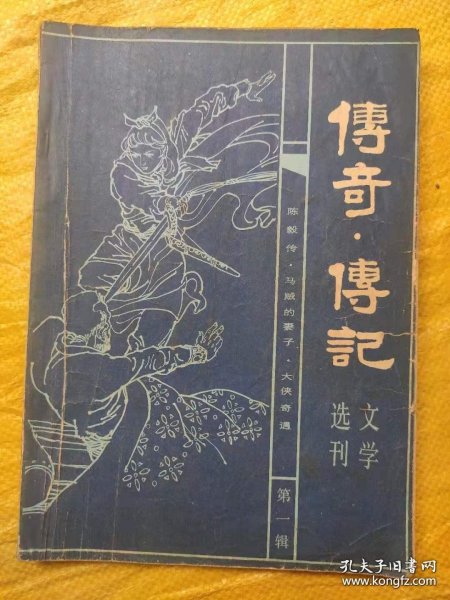 傳奇·傳記
文学
选刊
陈毅传·马贼的妻子·大侠奇遇
第一辑
孔夫子旧书网
www.kongfz.com